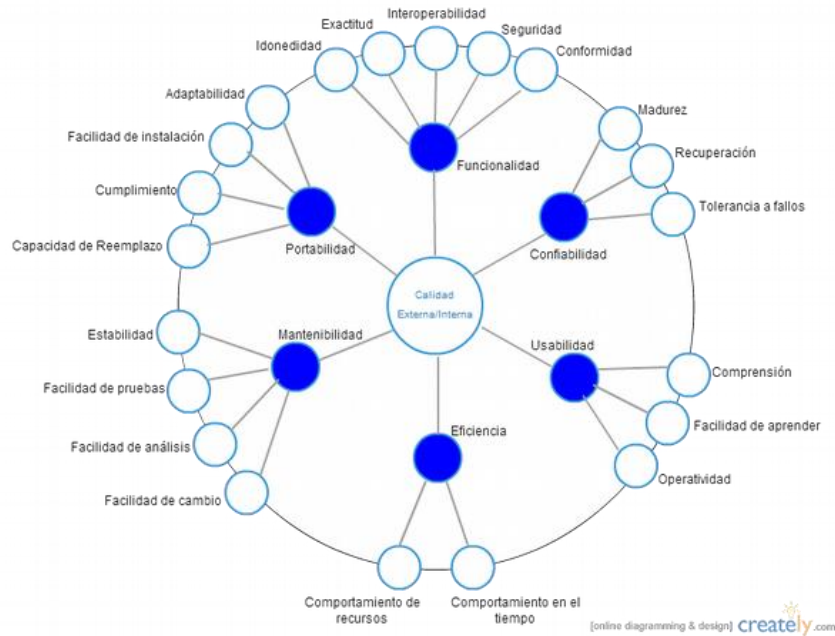 Interoperabilidad
Exactitud
Seguridad
Idonedidad
Conformidad
Adaptabilidad
Madurez
Facilidad de instalación
Recuperación
Funcionalidad
Cumplimiento
Tolerancia a fallos
Capacidad de Reemplazo
Portabilidad
Confiabilidad
Calidad
Externa/Interna
Estabilidad
Mantenibilidad
Usabilidad
Comprensión
Facilidad de pruebas
Facilidad de aprender
Eficiencia
Facilidad de análisis
Operatividad
Facilidad de cambio
Comportamiento de
recursos
Comportamiento en el
tiempo
[online diagramming & design] creately.com